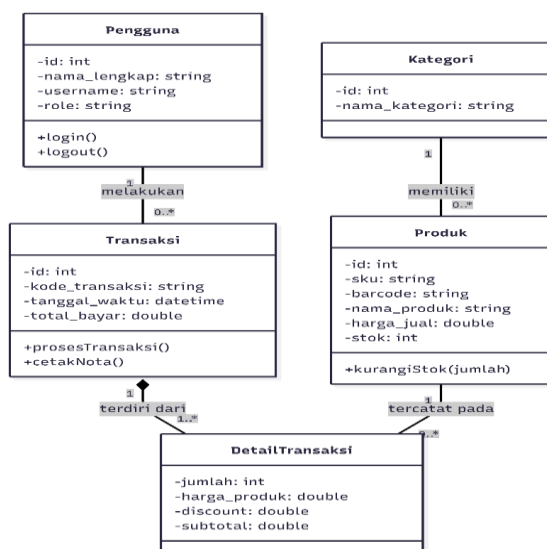 Pengguna
-id: int
-nama_lengkap: string
-username: string
-role: string
+login()
+logout()
Kategori
-id: int
-nama_kategori: string
1
melakukan
0..*
1
memiliki
0..*
Transaksi
-id: int
-kode_transaksi: string
-tanggal_waktu: datetime
-total_bayar: double
+prosesTransaksi()
+cetakNota()
Produk
-id: int
-sku: string
-barcode: string
-nama_produk: string
-harga_jual: double
-stok: int
+kurangiStok(jumlah)
1
terdiri dari
1..*
1
tercatat pada
0..*
DetailTransaksi
-jumlah: int
-harga_produk: double
-discount: double
-subtotal: double